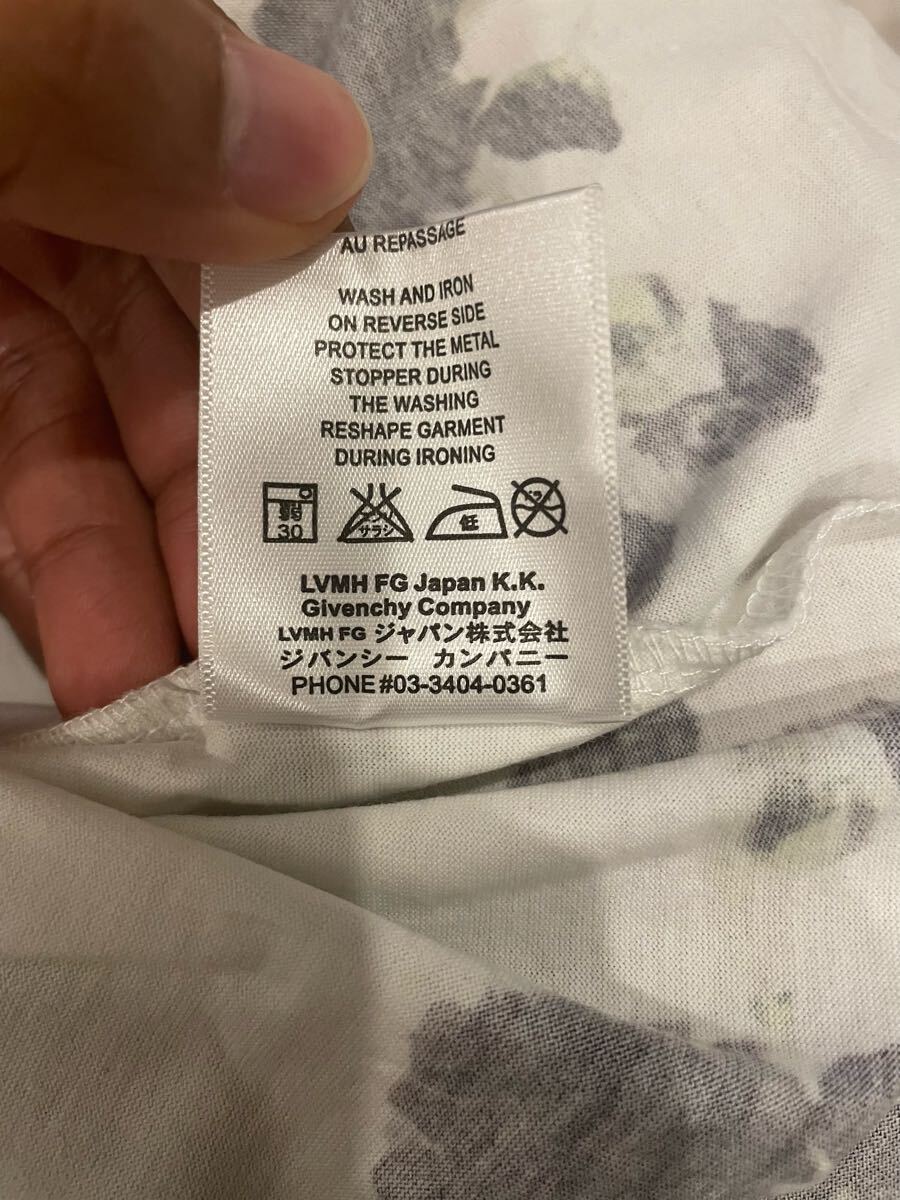 AU REPASSAGE
WASH AND IRON
ON REVERSE SIDE
PROTECT THE METAL
STOPPER DURING
THE WASHING
RESHAPE GARMENT
DURING IRONING
30 サラシ 低
LVMH FG Japan K.K.
Givenchy Company
LVMH FG ジャパン株式会社
ジバンシー カンパニー
PHONE #03-3404-0361